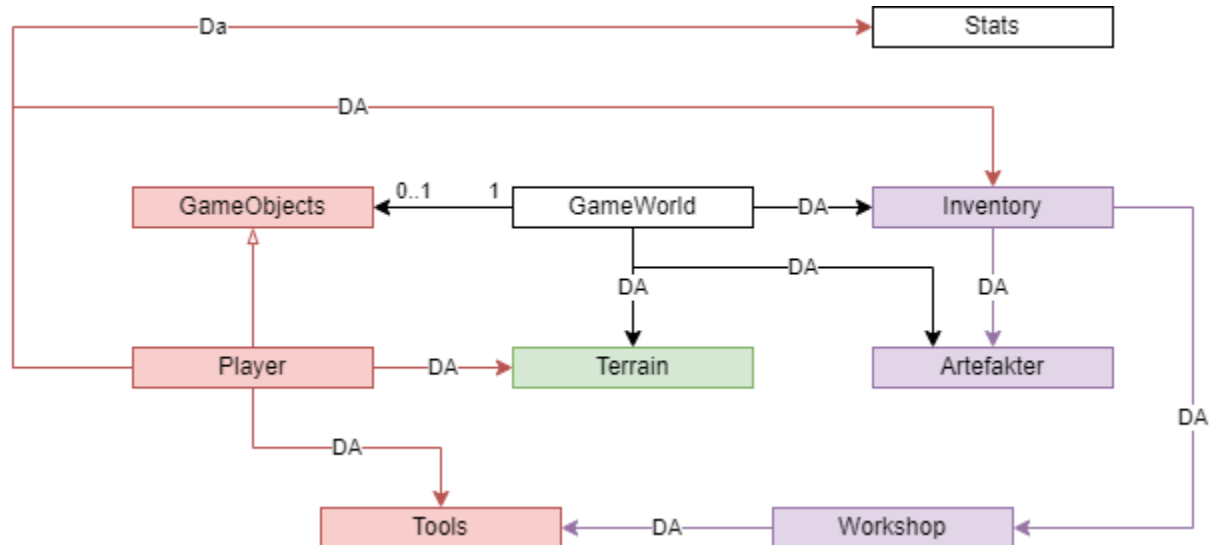 Da
Stats
DA
GameObjects
0..1
1
GameWorld
DA
Inventory
DA
DA
DA
Player
DA
Terrain
Artefakter
DA
DA
Tools
DA
Workshop